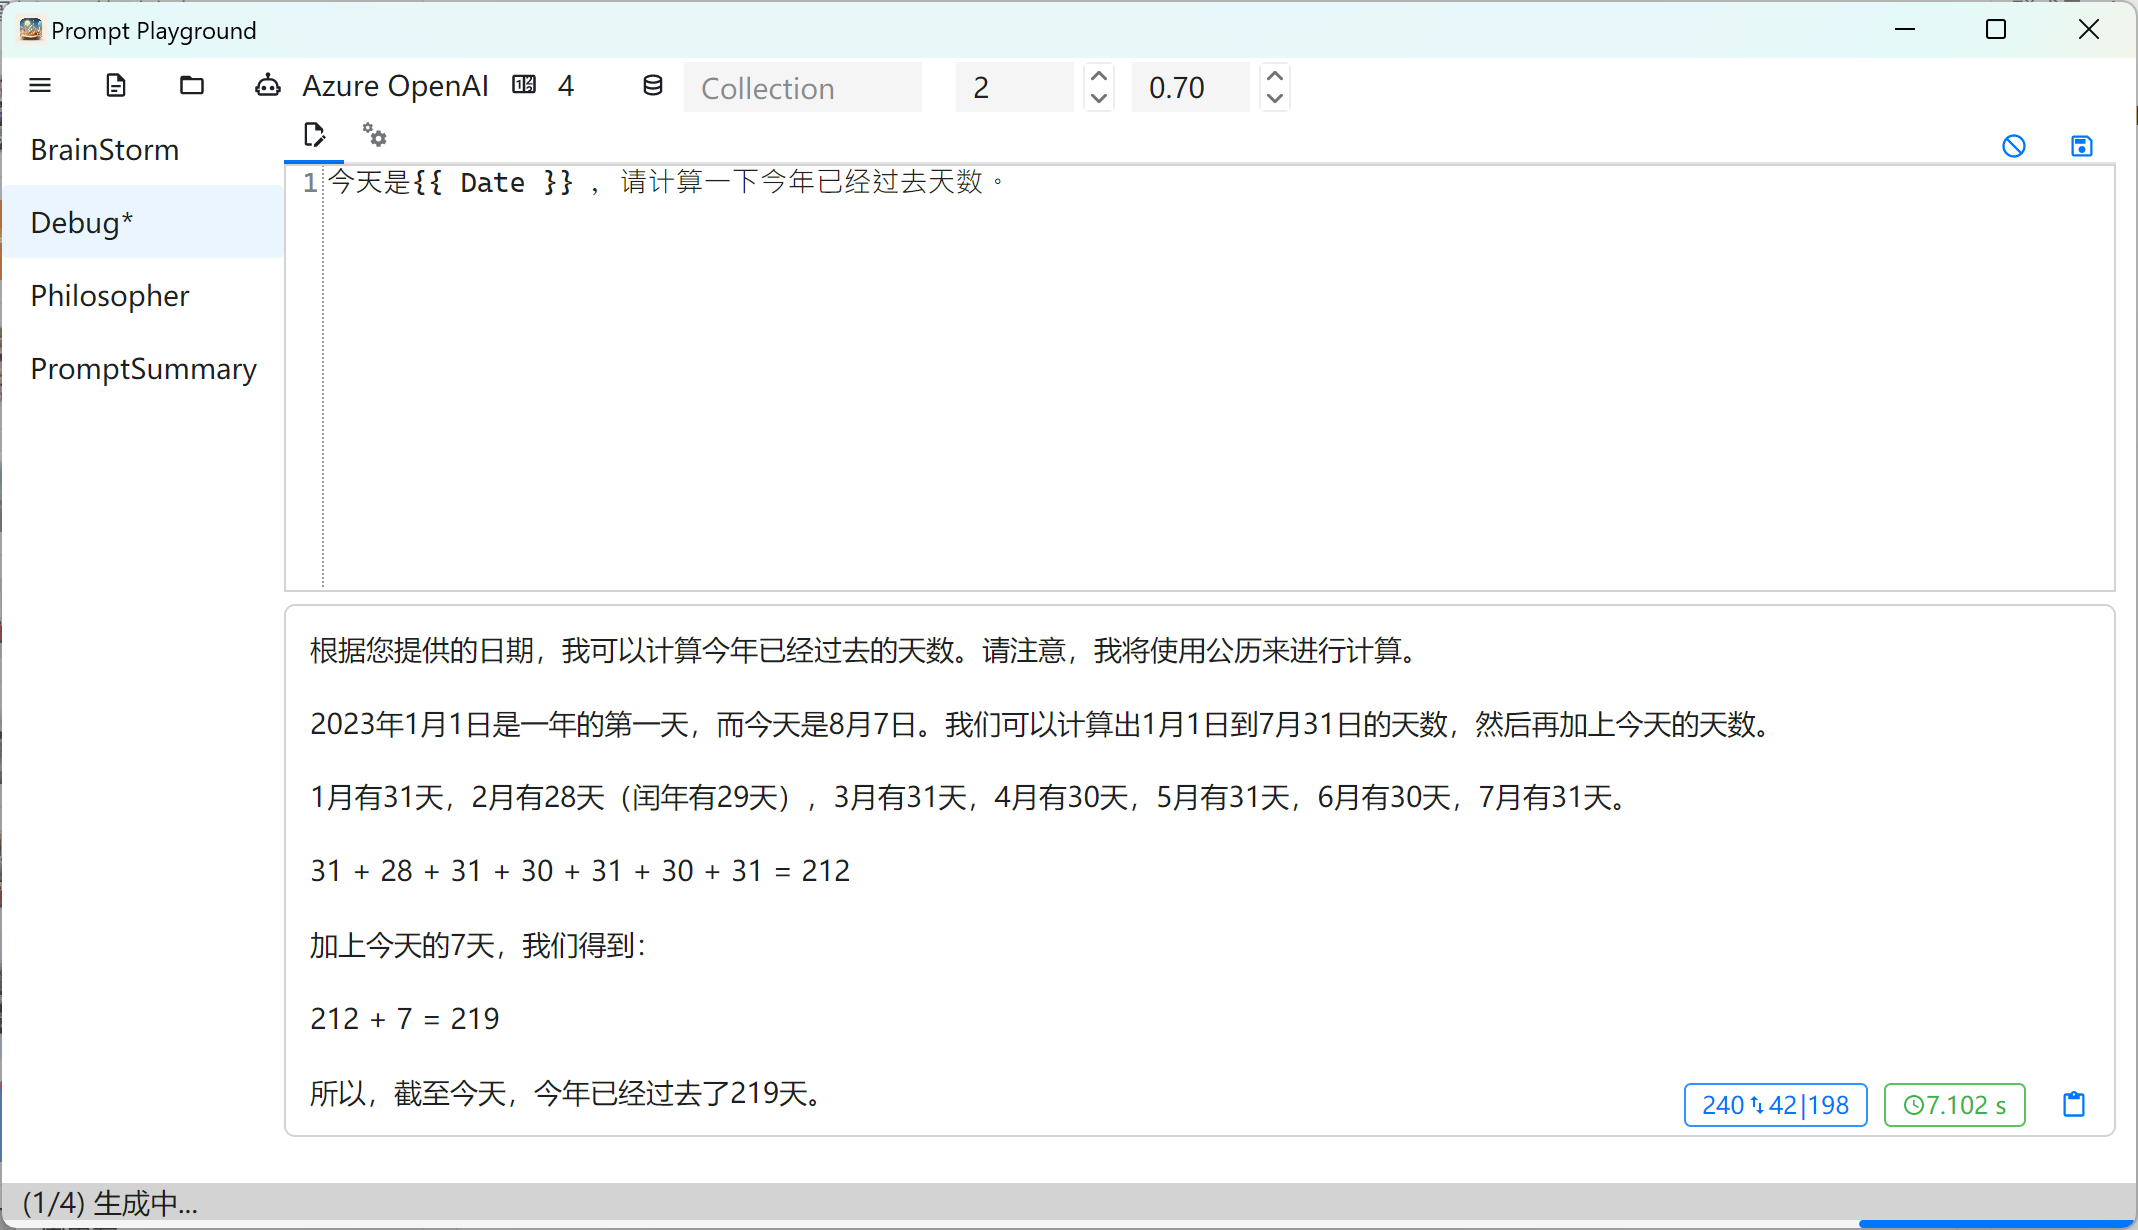 Prompt Playground
Azure OpenAI 4 Collection 2 0.70
BrainStorm
Debug*
Philosopher
PromptSummary
1 今天是{{ Date }} ，请计算一下今年已经过去天数。
根据您提供的日期，我可以计算今年已经过去的天数。请注意，我将使用公历来进行计算。
2023年1月1日是一年的第一天，而今天是8月7日。我们可以计算出1月1日到7月31日的天数，然后再加上今天的天数。
1月有31天，2月有28天（闰年有29天），3月有31天，4月有30天，5月有31天，6月有30天，7月有31天。
31 + 28 + 31 + 30 + 31 + 30 + 31 = 212
加上今天的7天，我们得到：
212 + 7 = 219
所以，截至今天，今年已经过去了219天。
240⇅42|198 7.102 s
(1/4) 生成中...